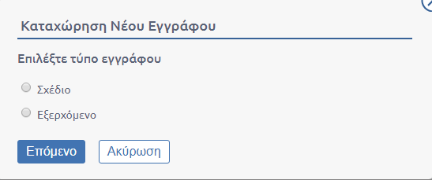 Καταχώρηση Νέου Εγγράφου
Επιλέξτε τύπο εγγράφου
Σχέδιο
Εξερχόμενο
Επόμενο Ακύρωση